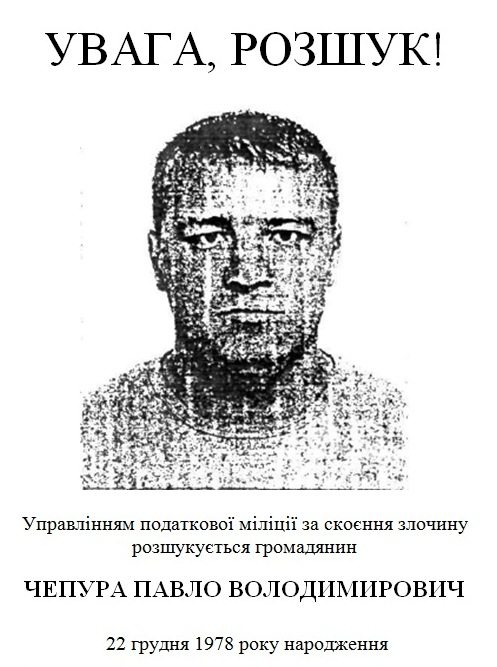 УВАГА, РОЗШУК!
Управлінням податкової міліції за скоєння злочину
розшукується громадянин
ЧЕПУРА ПАВЛО ВОЛОДИМИРОВИЧ
22 грудня 1978 року народження